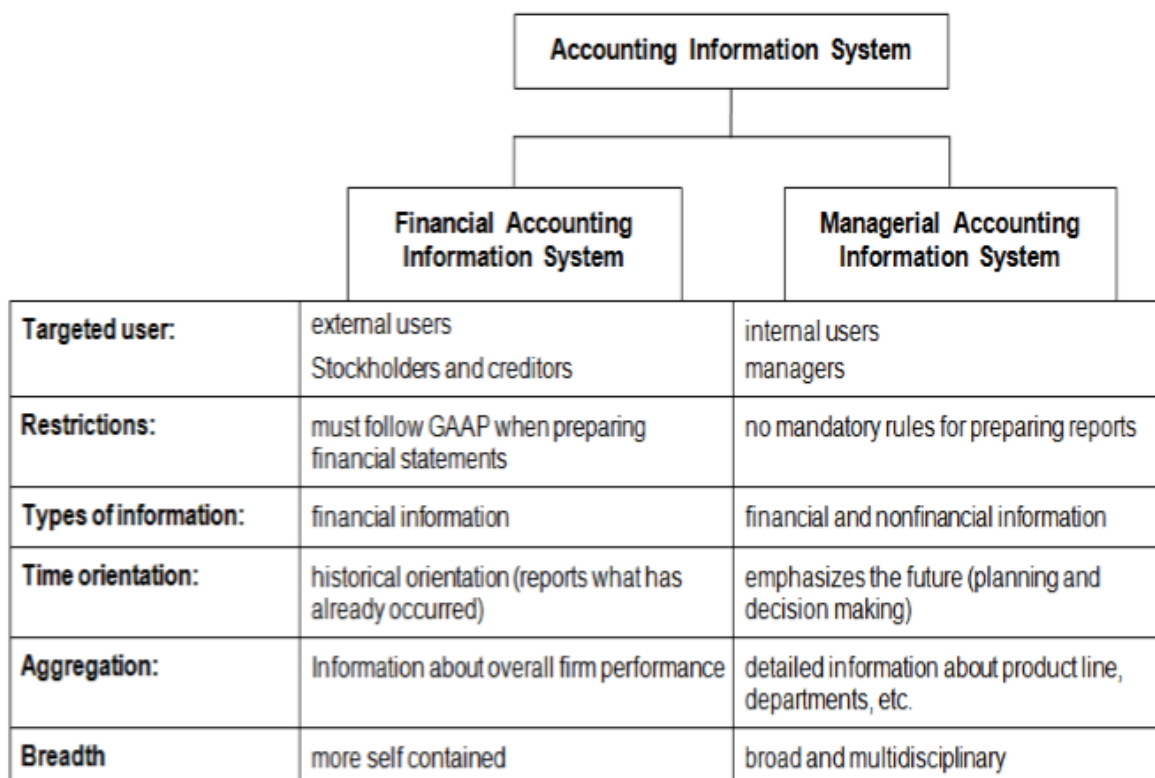 Accounting Information System
Financial Accounting
Information System
Managerial Accounting
Information System
Targeted user:
external users
Stockholders and creditors
internal users
managers
Restrictions:
must follow GAAP when preparing
financial statements
no mandatory rules for preparing reports
Types of information:
financial information
financial and nonfinancial information
Time orientation:
historical orientation (reports what has
already occurred)
emphasizes the future (planning and
decision making)
Aggregation:
Information about overall firm performance
detailed information about product line,
departments, etc.
Breadth
more self contained
broad and multidisciplinary